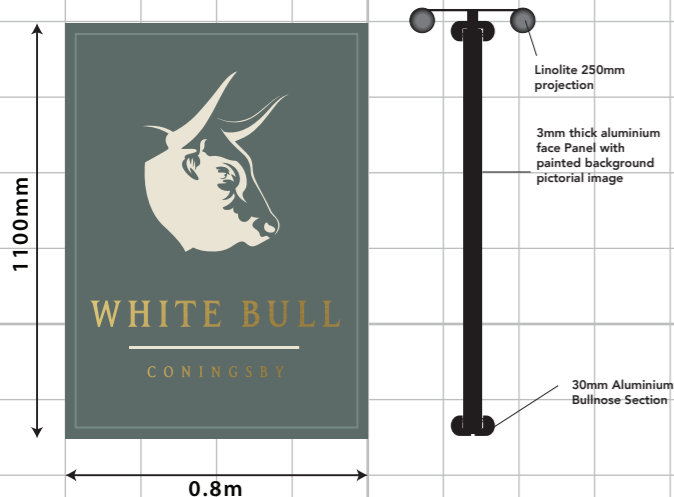 1100mm
WHITE BULL
CONINGSBY
0.8m
Linolite 250mm
projection
3mm thick aluminium
face Panel with
painted background
pictorial image
30mm Aluminium
Bullnose Section